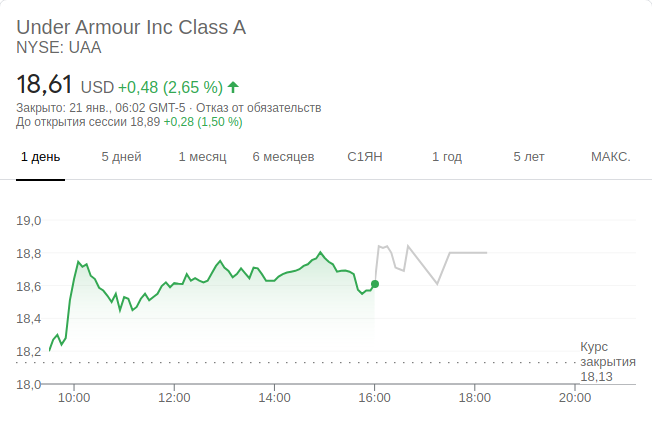 Under Armour Inc Class A
NYSE: UAA
18,61 USD +0,48 (2,65 %)
Закрыто: 21 янв., 06:02 GMT-5 · Отказ от обязательств
До открытия сессии 18,89 +0,28 (1,50 %)
1 день 5 дней 1 месяц 6 месяцев С1ЯН 1 год 5 лет МАКС.
19,0
18,8
18,6
18,4
18,2
18,0
Курс
закрытия
18,13
10:00 12:00 14:00 16:00 18:00 20:00